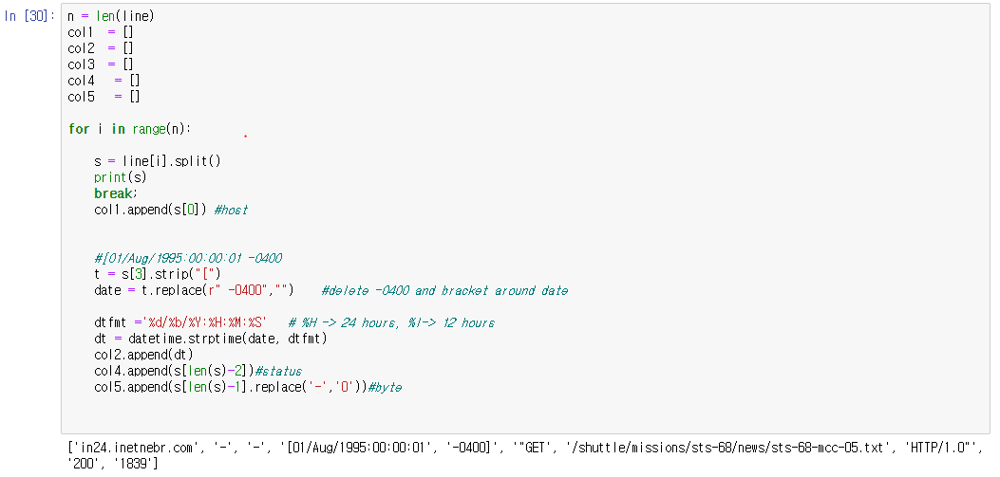 In [30]:
n = len(line)
col1  = []
col2  = []
col3  = []
col4   = []
col5   = []
for i in range(n):
    s = line[i].split()
    print(s)
    break;
    col1.append(s[0]) #host
    #[01/Aug/1995:00:00:01 -0400
    t = s[3].strip("[")
    date = t.replace(r" -0400","")    #delete -0400 and bracket around date
    dtfmt ='%d/%b/%Y:%H:%M:%S'   # %H -> 24 hours, %I-> 12 hours
    dt = datetime.strptime(date, dtfmt)
    col2.append(dt)
    col4.append(s[len(s)-2])#status
    col5.append(s[len(s)-1].replace('-','0'))#byte
['in24.inetnebr.com', '-', '-', '[01/Aug/1995:00:00:01', '-0400]', '"GET', '/shuttle/missions/sts-68/news/sts-68-mcc-05.txt', 'HTTP/1.0"',
'200', '1839']